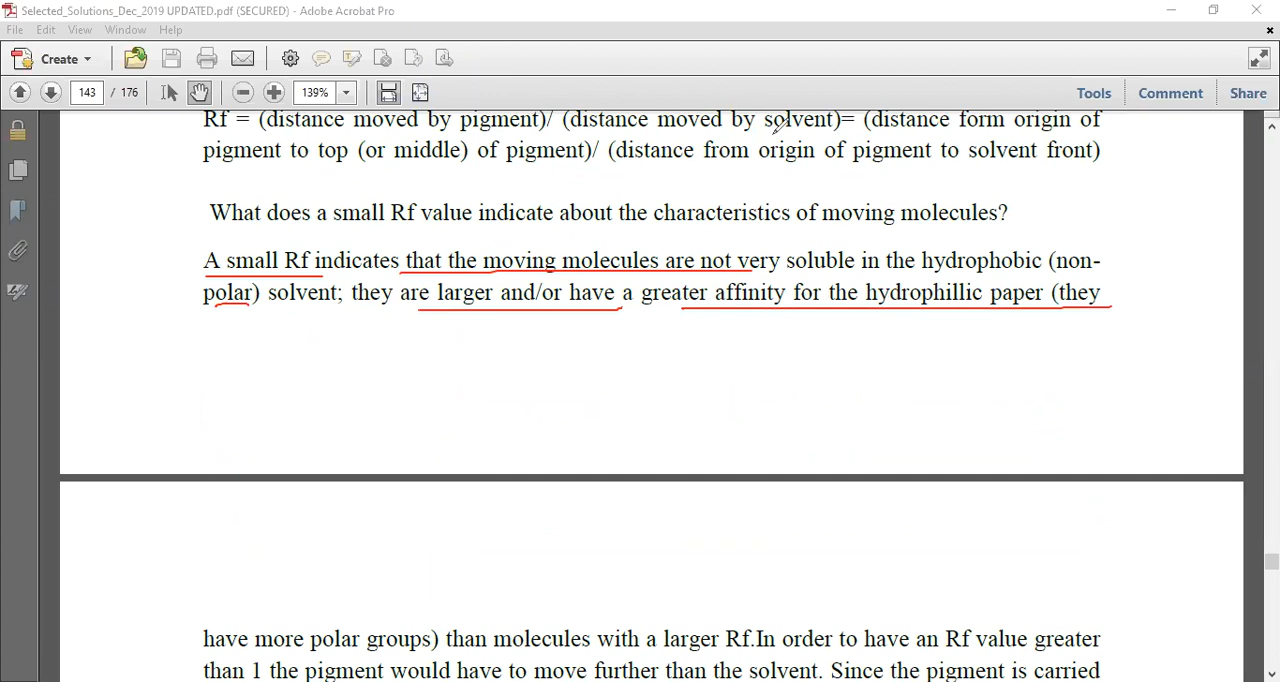 Selected_Solutions_Dec_2019 UPDATED.pdf (SECURED) - Adobe Acrobat Pro
File Edit View Window Help
Create
143 / 176 139% Tools Comment Share
Rf = (distance moved by pigment)/ (distance moved by solvent)= (distance form origin of
pigment to top (or middle) of pigment)/ (distance from origin of pigment to solvent front)
What does a small Rf value indicate about the characteristics of moving molecules?
A small Rf indicates that the moving molecules are not very soluble in the hydrophobic (non-
polar) solvent; they are larger and/or have a greater affinity for the hydrophillic paper (they
have more polar groups) than molecules with a larger Rf.In order to have an Rf value greater
than 1 the pigment would have to move further than the solvent. Since the pigment is carried